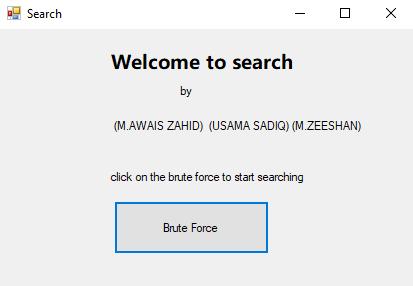 Search
Welcome to search
by
(M.AWAIS ZAHID) (USAMA SADIQ) (M.ZEESHAN)
click on the brute force to start searching
Brute Force